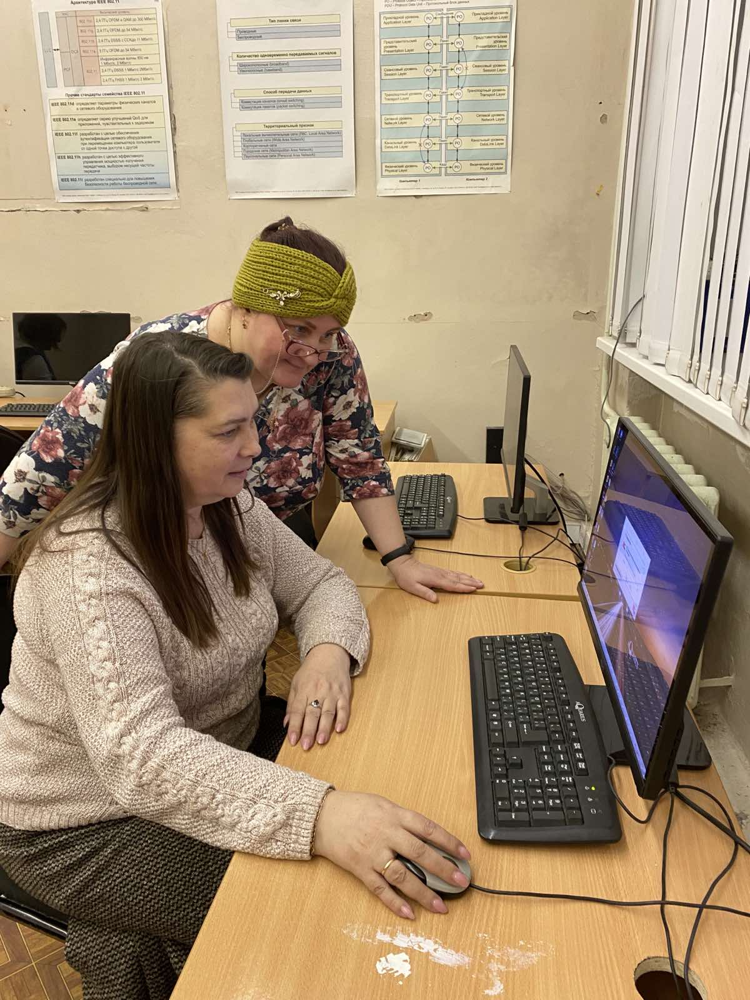 Архитектура IEEE 802.11
LLC
MAC
DCF
PCF
Физический уровень
802.11n 2,4 ГГц OFDM и QAM до 300 Мбит/с
802.11g 2,4 ГГц OFDM до 54 Мбит/с
802.11b 2,4 ГГц DSSS с CCK до 11 Мбит/с
802.11a 5 ГГц OFDM до 54 Мбит/с
802.11
Инфракрасные волны 850 нм
1 Мбит/с, 2 Мбит/с
2,4 ГГц DSSS 1 Мбит/с 2 Мбит/с
2,4 ГГц FHSS 1 Мбит/с 2 Мбит/с
Прочие стандарты семейства IEEE 802.11
IEEE 802.11d определяет параметры физических каналов
и сетевого оборудования
IEEE 802.11e определяет серию улучшений QoS для
приложений, чувствительных к задержкам
IEEE 802.11f разработан с целью обеспечения
аутентификации сетевого оборудования
при перемещении компьютера пользователя
от одной точки доступа к другой
IEEE 802.11h разработан с целью эффективного
управления мощностью излучения
передатчика, выбором несущей частоты
передачи
IEEE 802.11i разработан специально для повышения
безопасности работы беспроводной сети.
Тип линии связи
Проводные
Беспроводные
Количество одновременно передаваемых сигналов
Широкополосные (broadband)
Узкополосные (baseband)
Способ передачи данных
Коммутация каналов (circuit switching)
Коммутация пакетов (packet switching)
Территориальный признак
Локальные вычислительные сети (ЛВС, Local Area Network)
Глобальные сети (Wide Area Network)
Корпоративные сети
Городские сети (Metropolitan Area Network)
Персональные сети (Personal Area Network)
PDU – Protocol Data Unit – Протокольный блок данных
Прикладной уровень
Application Layer
PO
Сообщение
PO
Прикладной уровень
Application Layer
Представительский
уровень
Presentation Layer
PO
Пакет
PO
Представительский
уровень
Presentation Layer
Сеансовый уровень
Session Layer
PO
Пакет
PO
Сеансовый уровень
Session Layer
Транспортный уровень
Transport Layer
PO
Пакет
PO
Транспортный уровень
Transport Layer
Сетевой уровень
Network Layer
PO
Пакет
PO
Сетевой уровень
Network Layer
Канальный уровень
DataLink Layer
PO
PO
Канальный уровень
DataLink Layer
Физический уровень
Physical Layer
PO
PO
Физический уровень
Physical Layer
Компьютер 1
Компьютер 2
AQUARIUS